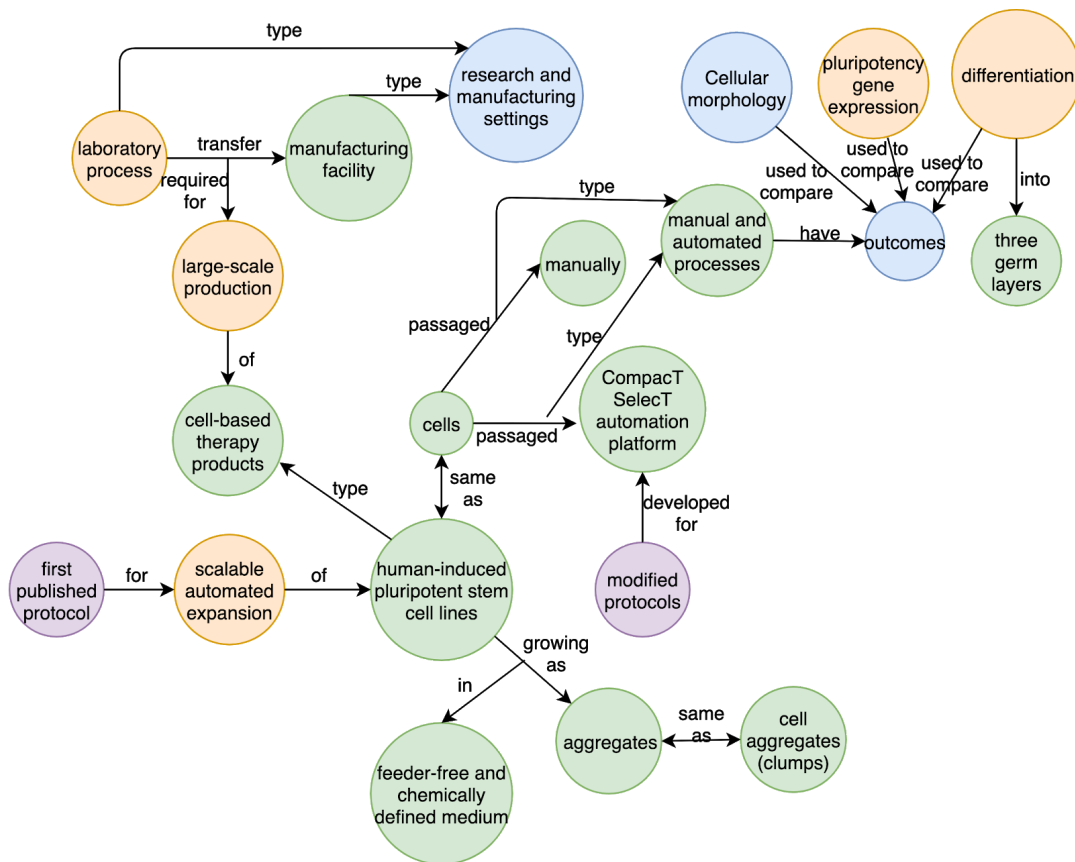 type
research and
manufacturing
settings
type
Cellular
morphology
pluripotency
gene
expression
differentiation
laboratory
process
transfer
required
for
manufacturing
facility
used to
compare
used to
compare
used to
compare
into
type
manual and
automated
processes
have
outcomes
three
germ
layers
large-scale
production
manually
passaged
type
of
cell-based
therapy
products
cells
passaged
CompacT
SelecT
automation
platform
type
same
as
developed
for
first
published
protocol
for
scalable
automated
expansion
of
human-induced
pluripotent stem
cell lines
modified
protocols
growing
as
in
aggregates
same
as
cell
aggregates
(clumps)
feeder-free and
chemically
defined medium